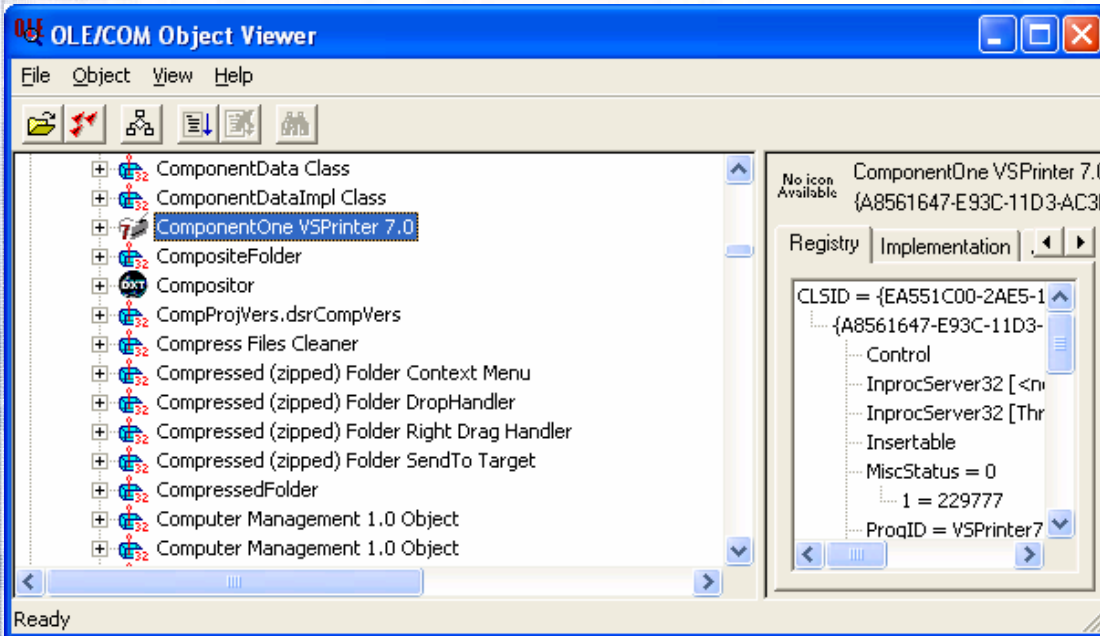 OLE/COM Object Viewer
File Object View Help
ComponentData Class
ComponentDataImpl Class
ComponentOne VSPrinter 7.0
CompositeFolder
Compositor
CompProjVers.dsrCompVers
Compress Files Cleaner
Compressed (zipped) Folder Context Menu
Compressed (zipped) Folder DropHandler
Compressed (zipped) Folder Right Drag Handler
Compressed (zipped) Folder SendTo Target
CompressedFolder
Computer Management 1.0 Object
Computer Management 1.0 Object
No icon
Available
ComponentOne VSPrinter 7.0
{A8561647-E93C-11D3-AC3
Registry Implementation
CLSID = {EA551C00-2AE5-1
{A8561647-E93C-11D3-
Control
InprocServer32 [<n
InprocServer32 [Thr
Insertable
MiscStatus = 0
1 = 229777
ProgID = VSPrinter7
Ready